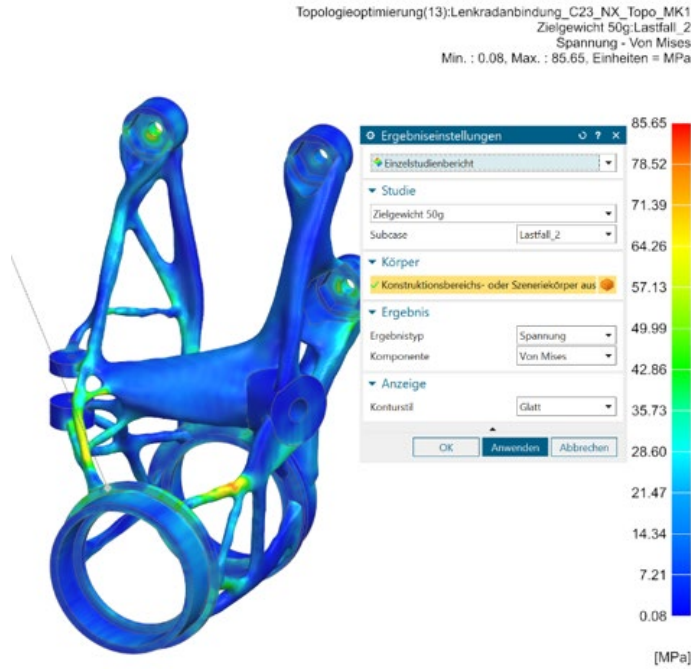 Topologieoptimierung(13):Lenkradanbindung_C23_NX_Topo_MK1
Zielgewicht 50g:Lastfall_2
Spannung - Von Mises
Min. : 0.08, Max. : 85.65, Einheiten = MPa
Ergebniseinstellungen
Einzelstudienbericht
Studie
Zielgewicht 50g
Subcase Lastfall_2
Körper
Konstruktionsbereichs- oder Szeneriekörper aus
Ergebnis
Ergebnistyp Spannung
Komponente Von Mises
Anzeige
Konturstil Glatt
OK Anwenden Abbrechen
85.65
78.52
71.39
64.26
57.13
49.99
42.86
35.73
28.60
21.47
14.34
7.21
0.08
[MPa]